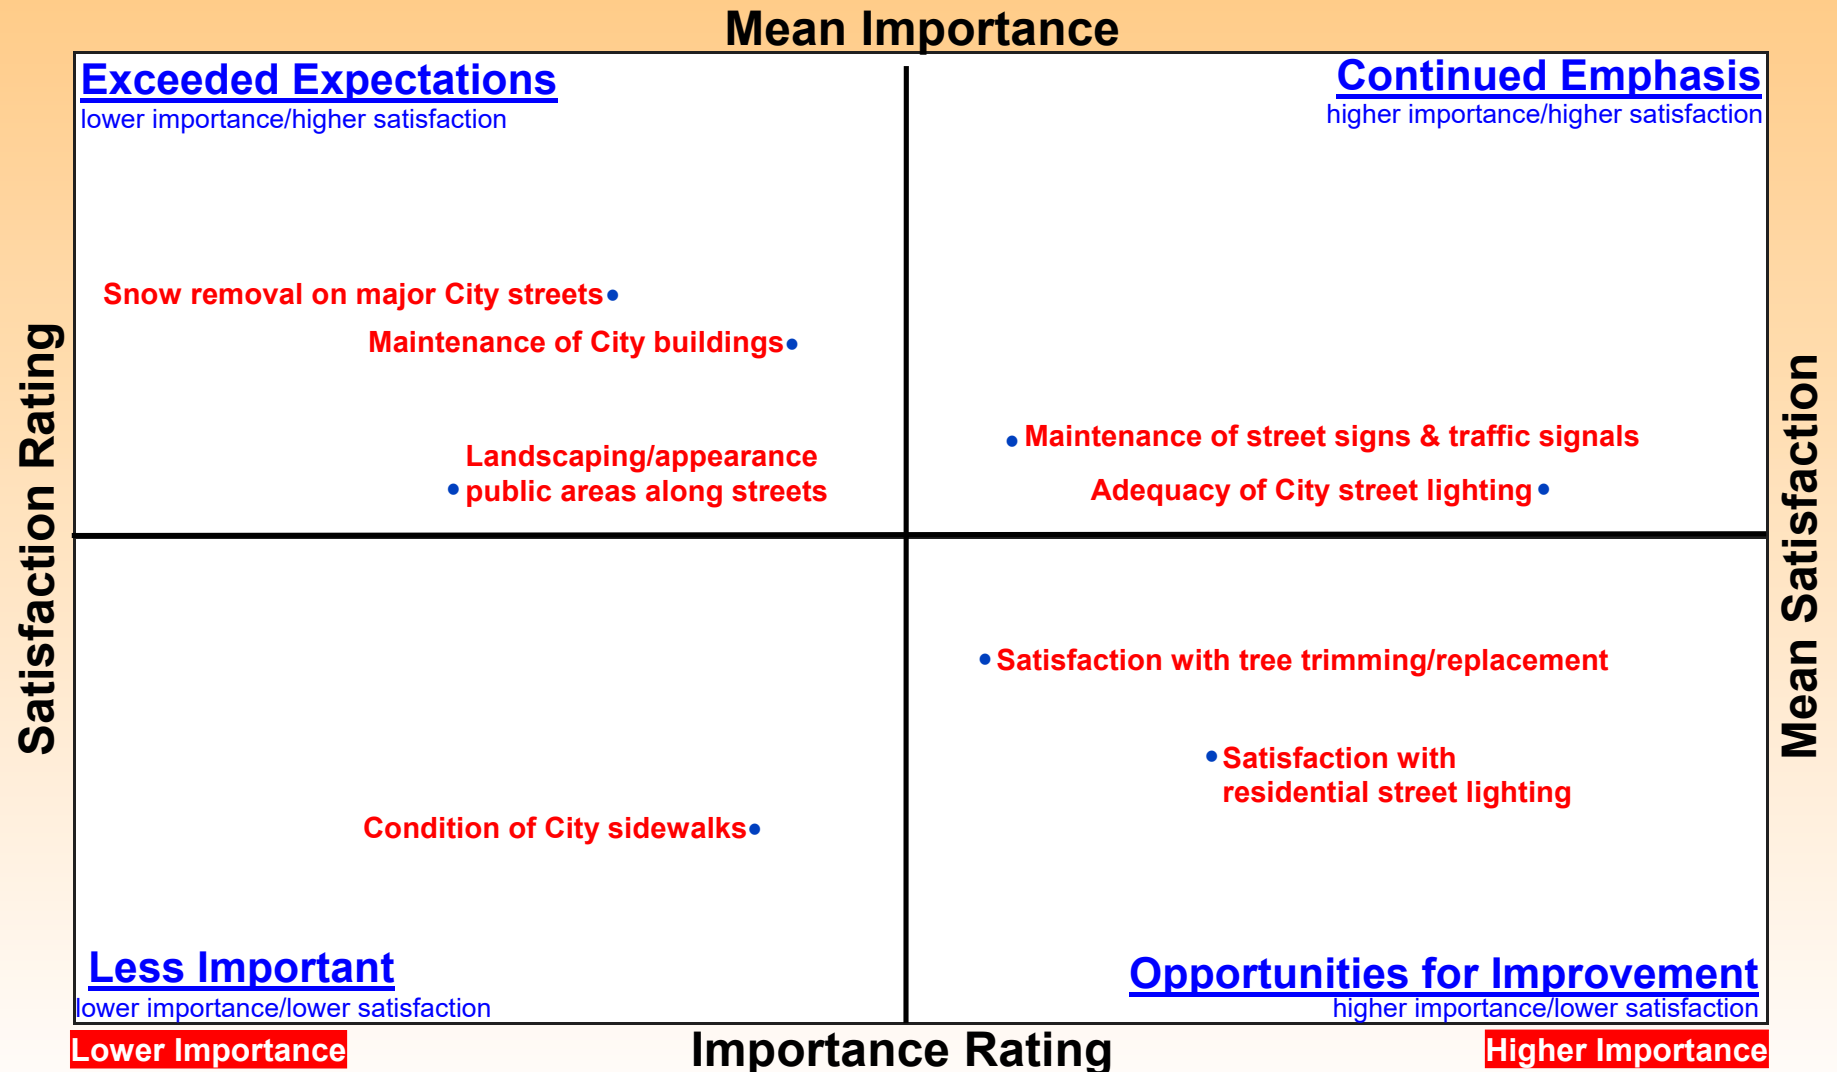 Mean Importance
Exceeded Expectations
lower importance/higher satisfaction
Continued Emphasis
higher importance/higher satisfaction
Snow removal on major City streets
Maintenance of City buildings
Landscaping/appearance
public areas along streets
Maintenance of street signs & traffic signals
Adequacy of City street lighting
Satisfaction Rating
Mean Satisfaction
Satisfaction with tree trimming/replacement
Satisfaction with
residential street lighting
Condition of City sidewalks
Less Important
lower importance/lower satisfaction
Opportunities for Improvement
higher importance/lower satisfaction
Lower Importance
Importance Rating
Higher Importance